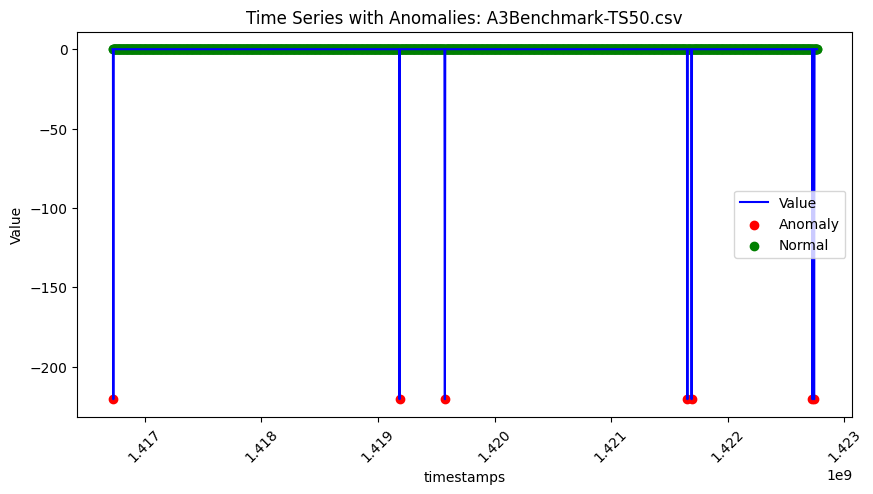 Time Series with Anomalies: A3Benchmark-TS50.csv
0
−50
−100
−150
−200
Value
Value
Anomaly
Normal
1.417
1.418
1.419
1.420
1.421
1.422
1.423
1e9
timestamps